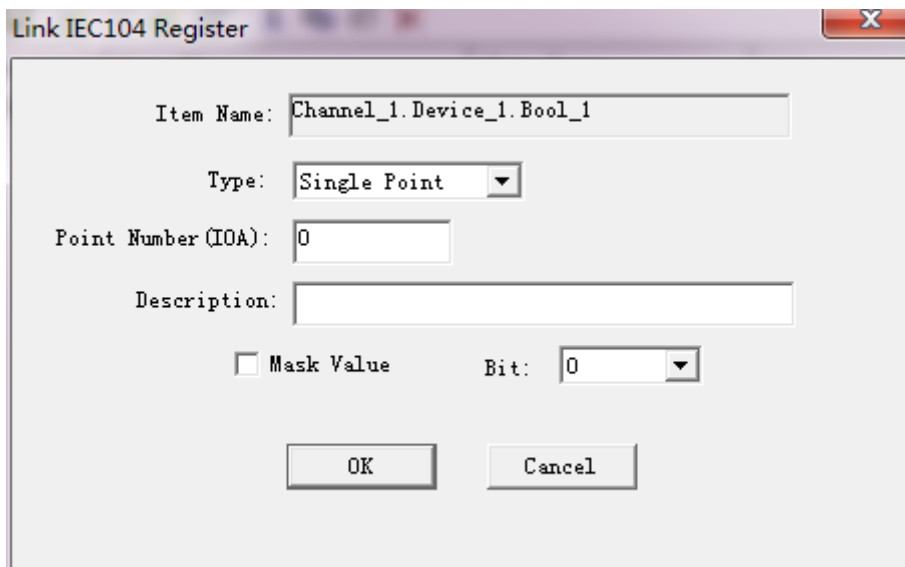 Link IEC104 Register
Item Name: Channel_1.Device_1.Bool_1
Type: Single Point
Point Number(IOA): 0
Description:
Mask Value Bit: 0
OK Cancel